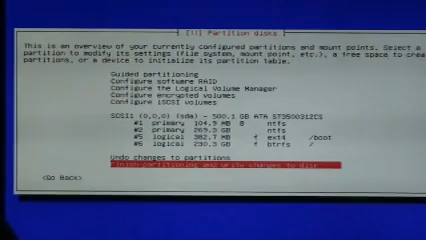 [!!] Partition disks
This is an overview of your currently configured partitions and mount points. Select a
partition to modify its settings (file system, mount point, etc.), a free space to crea
partitions, or a device to initialize its partition table.
Guided partitioning
Configure software RAID
Configure the Logical Volume Manager
Configure encrypted volumes
Configure iSCSI volumes
SCSI1 (0,0,0) (sda) - 500.1 GB ATA ST3500312CS
#1 primary 104.9 MB B ntfs
#2 primary 269.3 GB ntfs
#5 logical 382.7 MB f ext4 /boot
#6 logical 230.3 GB f btrfs /
Undo changes to partitions
Finish partitioning and write changes to disk
<Go Back>